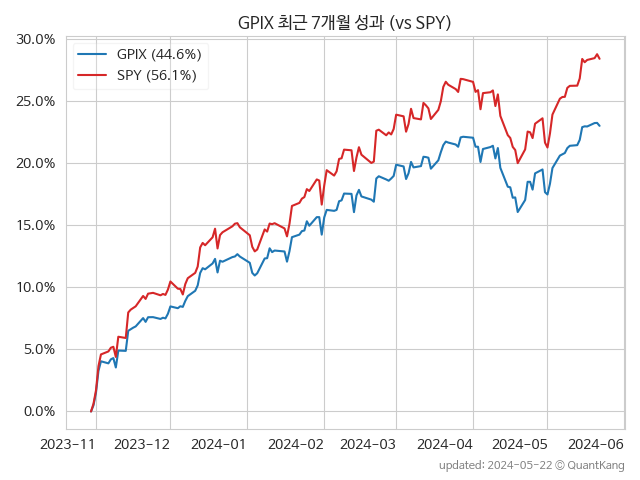 GPIX 최근 7개월 성과 (vs SPY)
30.0%
25.0%
20.0%
15.0%
10.0%
5.0%
0.0%
GPIX (44.6%)
SPY (56.1%)
2023-11 2023-12 2024-01 2024-02 2024-03 2024-04 2024-05 2024-06
updated: 2024-05-22 © QuantKang